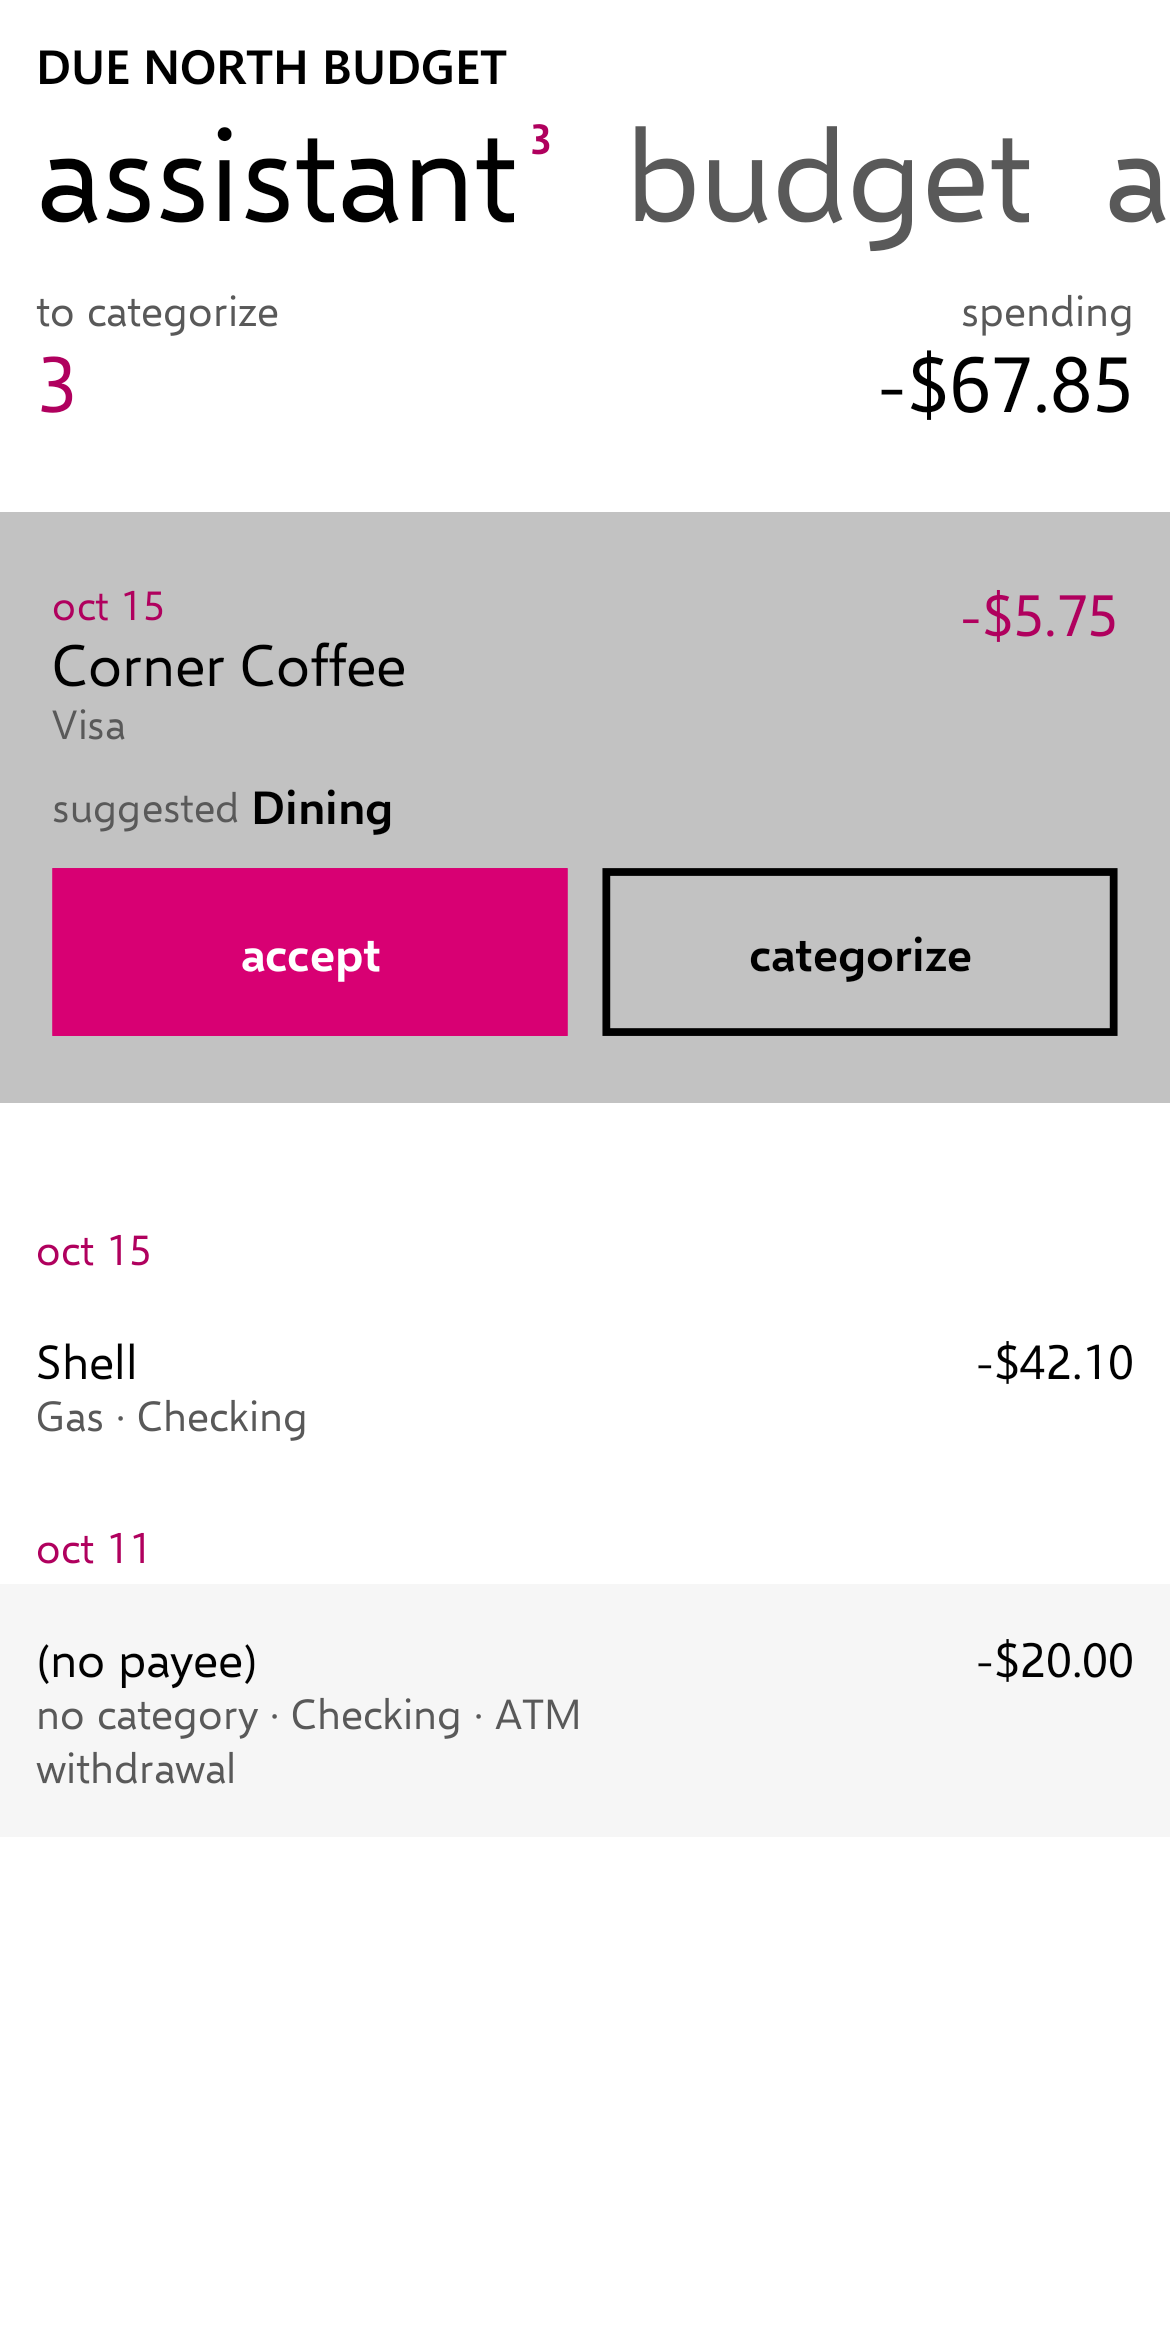 DUE NORTH BUDGET
assistant 3 budget a
to categorize spending
3 -$67.85
oct 15 -$5.75
Corner Coffee
Visa
suggested Dining
accept categorize
oct 15
Shell -$42.10
Gas · Checking
oct 11
(no payee) -$20.00
no category · Checking · ATM
withdrawal